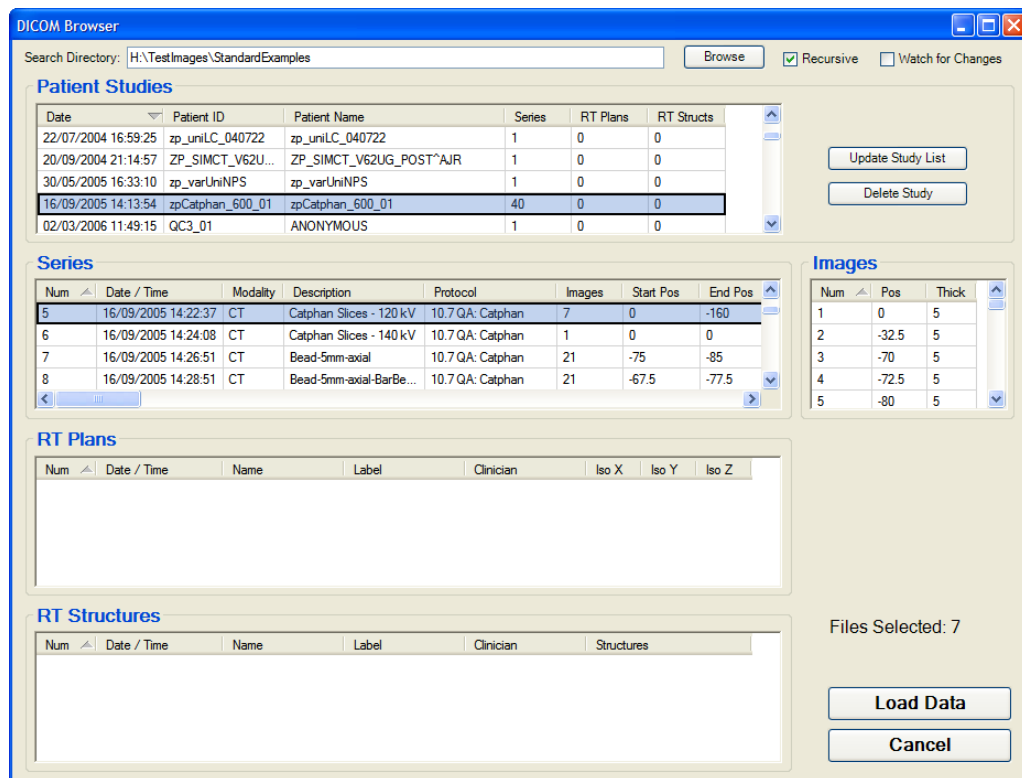 DICOM Browser
Search Directory: H:\TestImages\StandardExamples Browse Recursive Watch for Changes
Patient Studies
Date Patient ID Patient Name Series RT Plans RT Structs
22/07/2004 16:59:25 zp_uniLC_040722 zp_uniLC_040722 1 0 0
20/09/2004 21:14:57 ZP_SIMCT_V62U... ZP_SIMCT_V62UG_POST^AJR 1 0 0
30/05/2005 16:33:10 zp_varUniNPS zp_varUniNPS 1 0 0
16/09/2005 14:13:54 zpCatphan_600_01 zpCatphan_600_01 40 0 0
02/03/2006 11:49:15 QC3_01 ANONYMOUS 1 0 0
Update Study List
Delete Study
Series
Num Date / Time Modality Description Protocol Images Start Pos End Pos
5 16/09/2005 14:22:37 CT Catphan Slices - 120 kV 10.7 QA: Catphan 7 0 -160
6 16/09/2005 14:24:08 CT Catphan Slices - 140 kV 10.7 QA: Catphan 1 0 0
7 16/09/2005 14:26:51 CT Bead-5mm-axial 10.7 QA: Catphan 21 -75 -85
8 16/09/2005 14:28:51 CT Bead-5mm-axial-BarBe... 10.7 QA: Catphan 21 -67.5 -77.5
Images
Num Pos Thick
1 0 5
2 -32.5 5
3 -70 5
4 -72.5 5
5 -80 5
RT Plans
Num Date / Time Name Label Clinician Iso X Iso Y Iso Z
RT Structures
Num Date / Time Name Label Clinician Structures
Files Selected: 7
Load Data
Cancel